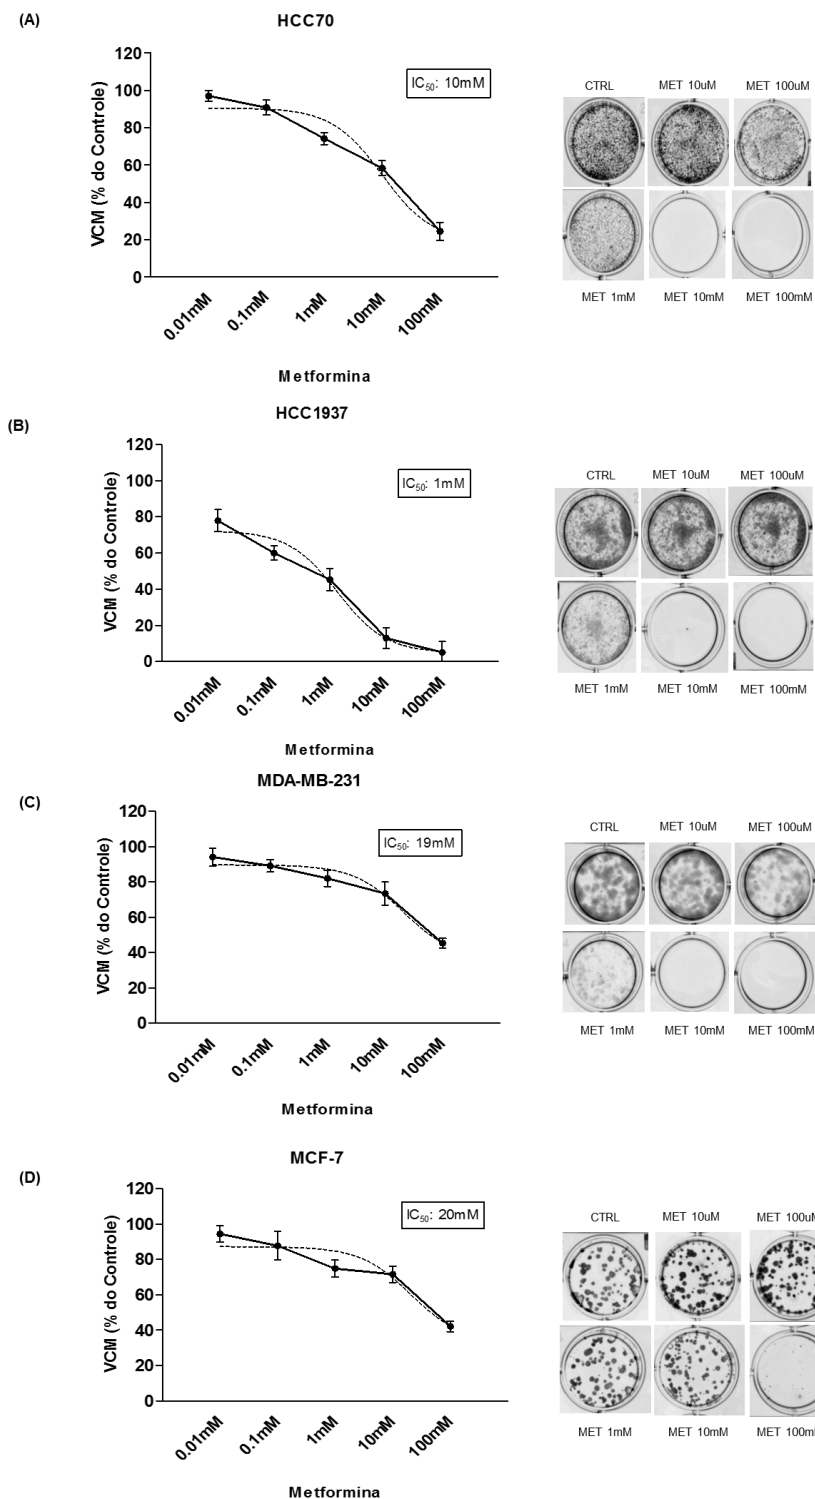 (A)
HCC70
VCM (% do Controle)
120
100
80
60
40
20
0
IC50: 10mM
0.01mM
0.1mM
1mM
10mM
100mM
Metformina
CTRL MET 10uM MET 100uM
MET 1mM MET 10mM MET 100mM
(B)
HCC1937
VCM (% do Controle)
120
100
80
60
40
20
0
IC50: 1mM
0.01mM
0.1mM
1mM
10mM
100mM
Metformina
CTRL MET 10uM MET 100uM
MET 1mM MET 10mM MET 100mM
(C)
MDA-MB-231
VCM (% do Controle)
120
100
80
60
40
20
0
IC50: 19mM
0.01mM
0.1mM
1mM
10mM
100mM
Metformina
CTRL MET 10uM MET 100uM
MET 1mM MET 10mM MET 100mM
(D)
MCF-7
VCM (% do Controle)
120
100
80
60
40
20
0
IC50: 20mM
0.01mM
0.1mM
1mM
10mM
100mM
Metformina
CTRL MET 10uM MET 100uM
MET 1mM MET 10mM MET 100mM